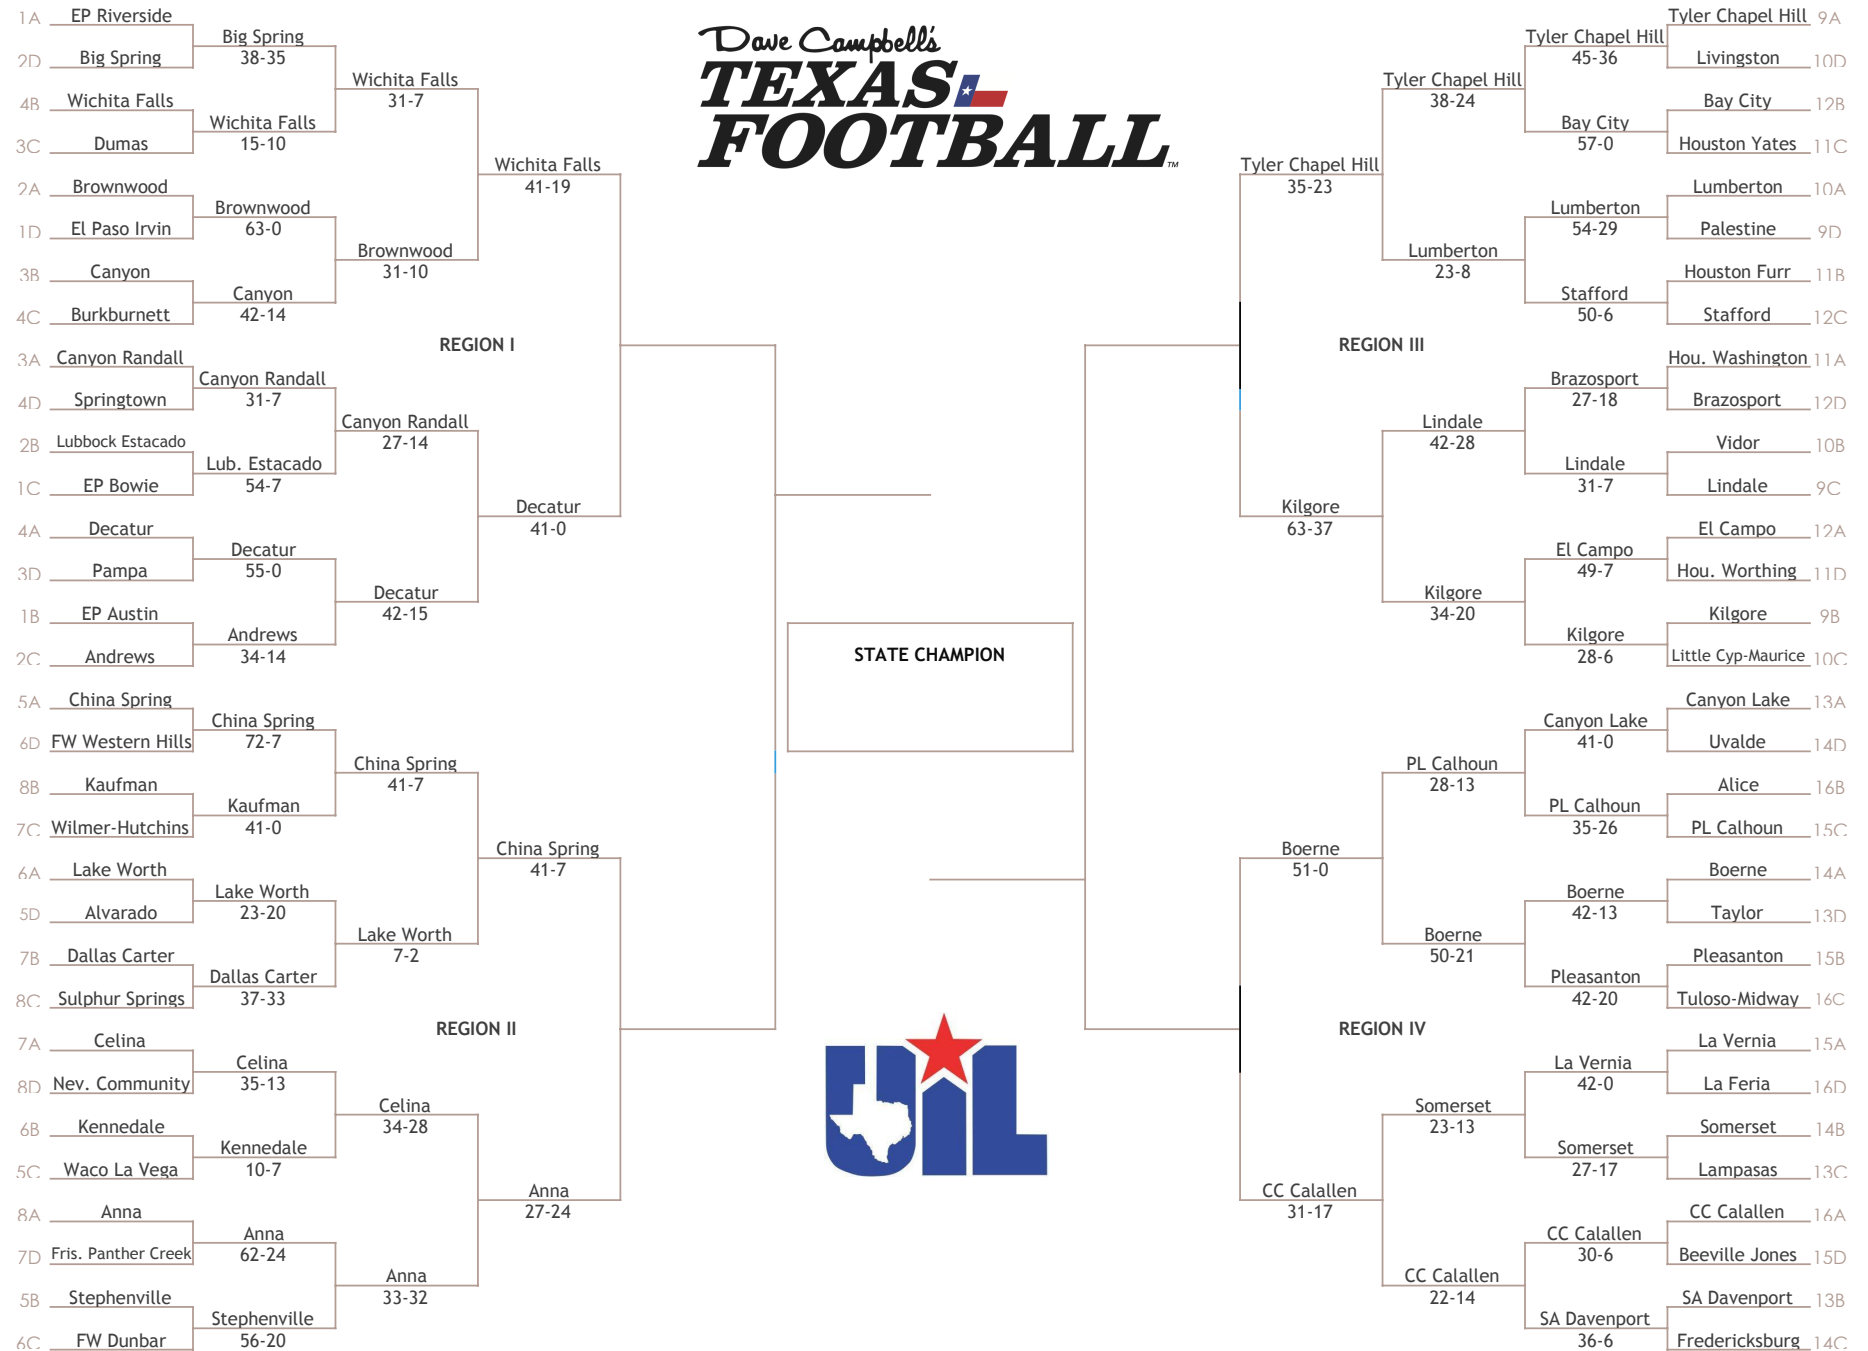 Dave Campbell's
TEXAS
FOOTBALL™
1A EP Riverside
2D Big Spring
4B Wichita Falls
3C Dumas
2A Brownwood
1D El Paso Irvin
3B Canyon
4C Burkburnett
3A Canyon Randall
4D Springtown
2B Lubbock Estacado
1C EP Bowie
4A Decatur
3D Pampa
1B EP Austin
2C Andrews
Big Spring
38-35
Wichita Falls
15-10
Brownwood
63-0
Canyon
42-14
Canyon Randall
31-7
Lub. Estacado
54-7
Decatur
55-0
Andrews
34-14
Wichita Falls
31-7
Brownwood
31-10
Canyon Randall
27-14
Decatur
42-15
Wichita Falls
41-19
Decatur
41-0
REGION I
5A China Spring
6D FW Western Hills
8B Kaufman
7C Wilmer-Hutchins
6A Lake Worth
5D Alvarado
7B Dallas Carter
8C Sulphur Springs
7A Celina
8D Nev. Community
6B Kennedale
5C Waco La Vega
8A Anna
7D Fris. Panther Creek
5B Stephenville
6C FW Dunbar
China Spring
72-7
Kaufman
41-0
Lake Worth
23-20
Dallas Carter
37-33
Celina
35-13
Kennedale
10-7
Anna
62-24
Stephenville
56-20
China Spring
41-7
Lake Worth
7-2
Celina
34-28
Anna
33-32
China Spring
41-7
Anna
27-24
REGION II
STATE CHAMPION
UIL
Tyler Chapel Hill 9A
Livingston 10D
Bay City 12B
Houston Yates 11C
Lumberton 10A
Palestine 9D
Houston Furr 11B
Stafford 12C
Hou. Washington 11A
Brazosport 12D
Vidor 10B
Lindale 9C
El Campo 12A
Hou. Worthing 11D
Kilgore 9B
Little Cyp-Maurice 10C
Tyler Chapel Hill
45-36
Bay City
57-0
Lumberton
54-29
Stafford
50-6
Brazosport
27-18
Lindale
31-7
El Campo
49-7
Kilgore
28-6
Tyler Chapel Hill
38-24
Lumberton
23-8
Lindale
42-28
Kilgore
34-20
Tyler Chapel Hill
35-23
Kilgore
63-37
REGION III
Canyon Lake 13A
Uvalde 14D
Alice 16B
PL Calhoun 15C
Boerne 14A
Taylor 13D
Pleasanton 15B
Tuloso-Midway 16C
La Vernia 15A
La Feria 16D
Somerset 14B
Lampasas 13C
CC Calallen 16A
Beeville Jones 15D
SA Davenport 13B
Fredericksburg 14C
Canyon Lake
41-0
PL Calhoun
35-26
Boerne
42-13
Pleasanton
42-20
La Vernia
42-0
Somerset
27-17
CC Calallen
30-6
SA Davenport
36-6
PL Calhoun
28-13
Boerne
50-21
Somerset
23-13
CC Calallen
22-14
Boerne
51-0
CC Calallen
31-17
REGION IV